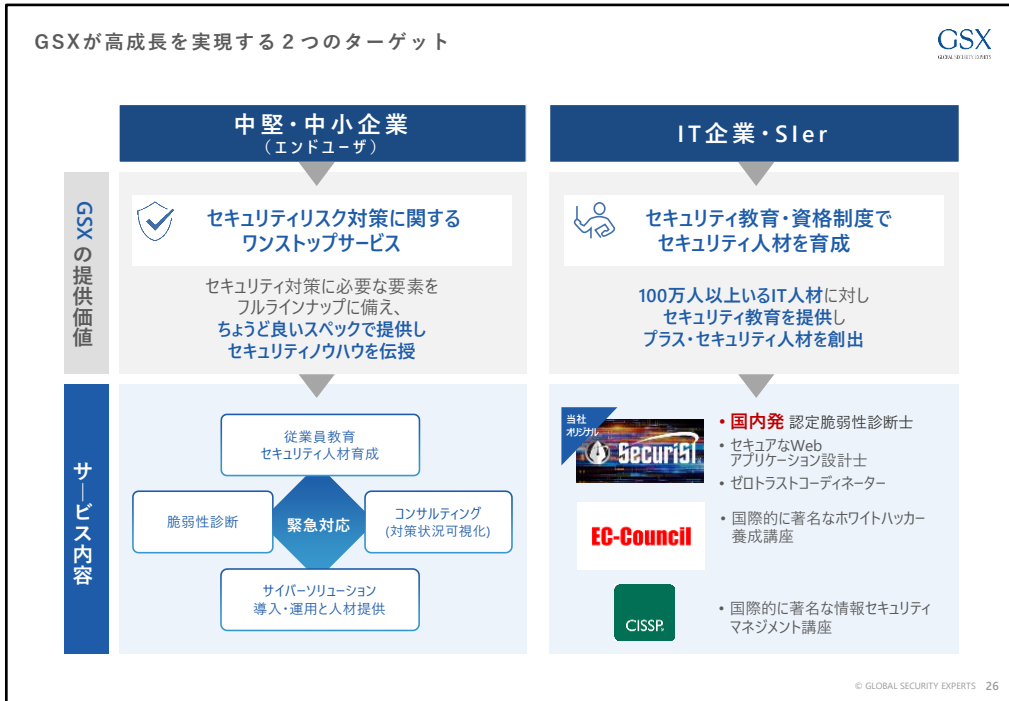 GSXが高成長を実現する２つのターゲット
GSX
GLOBAL SECURITY EXPERTS
中堅・中小企業
（エンドユーザ）
IT企業・SIer
GSXの提供価値
セキュリティリスク対策に関する
ワンストップサービス
セキュリティ対策に必要な要素を
フルラインナップに備え、
ちょうど良いスペックで提供し
セキュリティノウハウを伝授
セキュリティ教育・資格制度で
セキュリティ人材を育成
100万人以上いるIT人材に対し
セキュリティ教育を提供し
プラス・セキュリティ人材を創出
サービス内容
従業員教育
セキュリティ人材育成
脆弱性診断
緊急対応
コンサルティング
(対策状況可視化)
サイバーソリューション
導入・運用と人材提供
当社
オリジナル
SecuriST
• 国内発 認定脆弱性診断士
• セキュアなWeb
アプリケーション設計士
• ゼロトラストコーディネーター
EC-Council
• 国際的に著名なホワイトハッカー
養成講座
CISSP®
• 国際的に著名な情報セキュリティ
マネジメント講座
© GLOBAL SECURITY EXPERTS 26